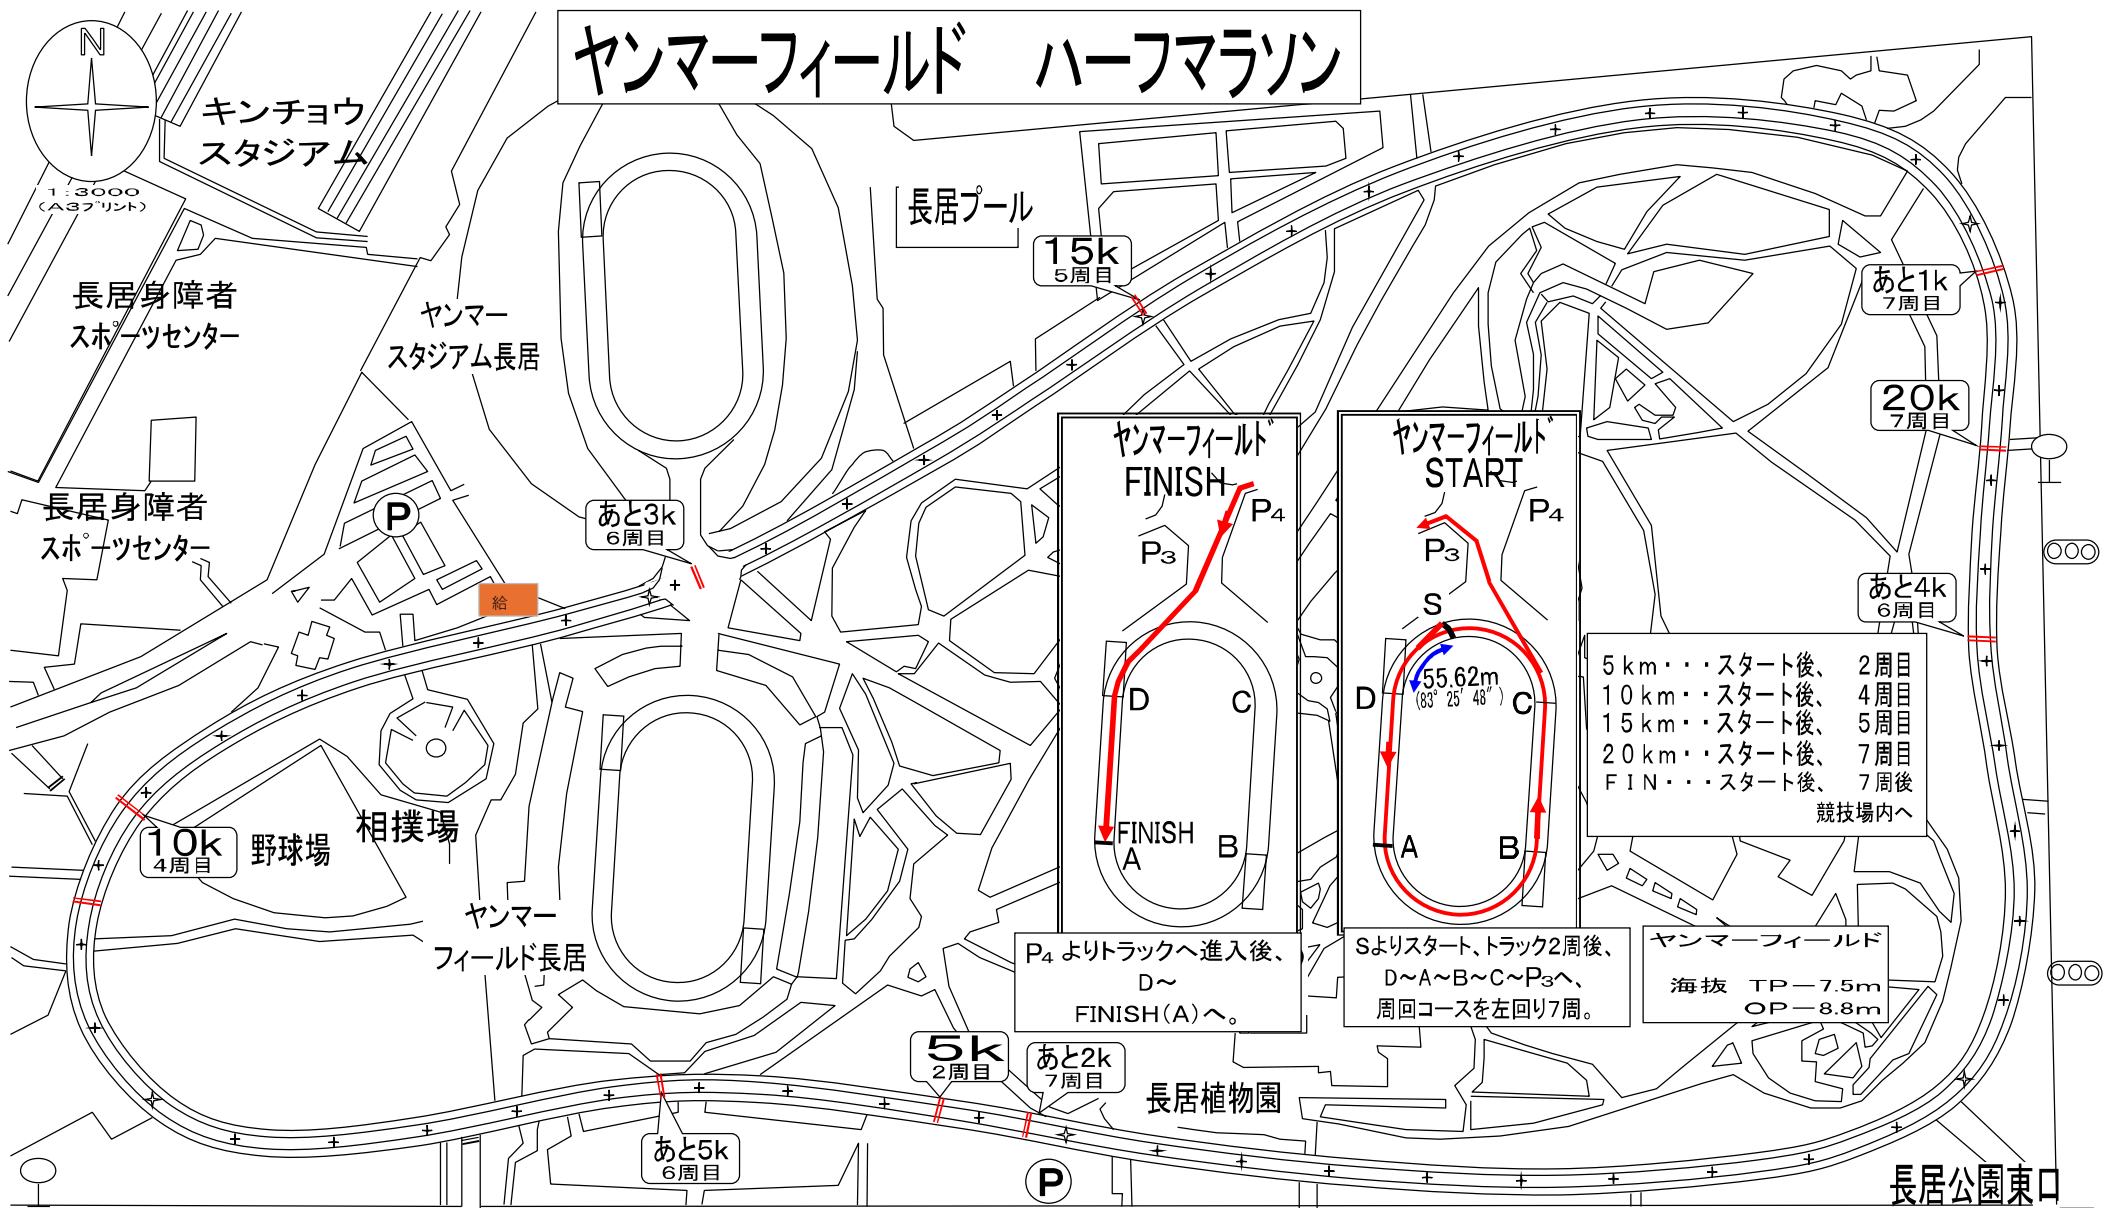 ヤンマーフィールド ハーフマラソン
N
1:3000
(A3プリント)
キンチョウ
スタジアム
長居プール
15k
5周目
あと1k
7周目
長居身障者
スポーツセンター
ヤンマー
スタジアム長居
20k
7周目
長居身障者
スポーツセンター
P
あと3k
6周目
給
ヤンマーフィールド
FINISH
P4
P3
D
C
FINISH
A
B
P4 よりトラックへ進入後、
D～
FINISH(A)へ。
ヤンマーフィールド
START
P4
P3
S
55.62m
(83° 25′ 48″)
D
C
A
B
Sよりスタート、トラック2周後、
D～A～B～C～P3へ、
周回コースを左回り7周。
あと4k
6周目
5km・・・スタート後、 2周目
10km・・スタート後、 4周目
15km・・スタート後、 5周目
20km・・スタート後、 7周目
FIN・・・スタート後、 7周後
競技場内へ
ヤンマーフィールド
海抜 TP－7.5m
OP－8.8m
10k
4周目
野球場
相撲場
ヤンマー
フィールド長居
5k
2周目
あと2k
7周目
長居植物園
あと5k
6周目
P
長居公園東口